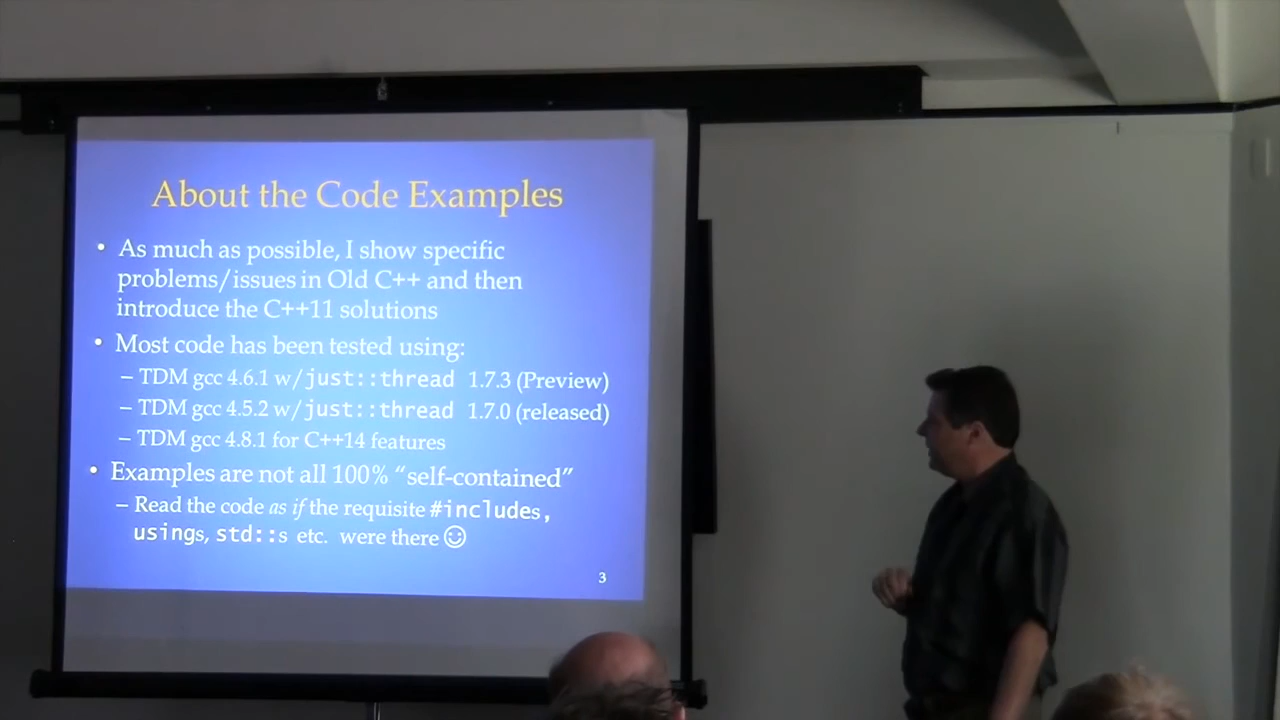 About the Code Examples
• As much as possible, I show specific
problems/issues in Old C++ and then
introduce the C++11 solutions
• Most code has been tested using:
– TDM gcc 4.6.1 w/just::thread 1.7.3 (Preview)
– TDM gcc 4.5.2 w/just::thread 1.7.0 (released)
– TDM gcc 4.8.1 for C++14 features
• Examples are not all 100% “self-contained”
– Read the code as if the requisite #includes,
usings, std::s etc. were there ☺
3